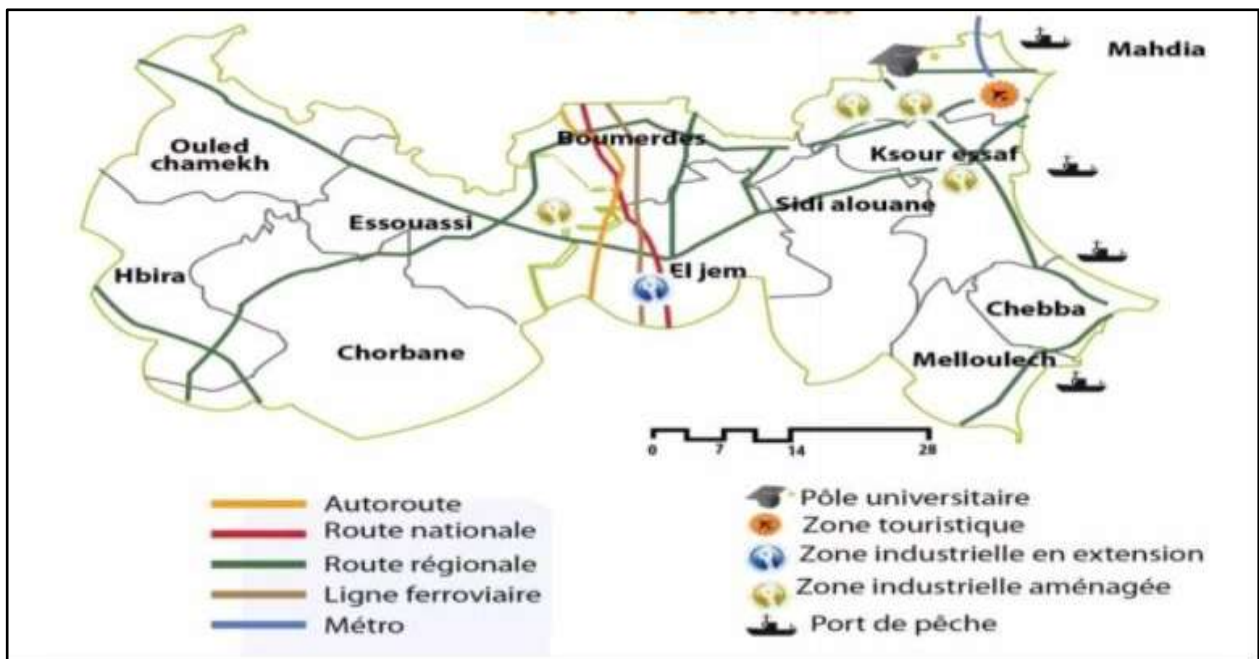 Mahdia
Boumerdes
Ouled
chamekh
Ksour essaf
Sidi alouane
Essouassi
Hbira
El jem
Chebba
Chorbane
Melloulech
0 7 14 28
Autoroute
Route nationale
Route régionale
Ligne ferroviaire
Métro
Pôle universitaire
Zone touristique
Zone industrielle en extension
Zone industrielle aménagée
Port de pêche